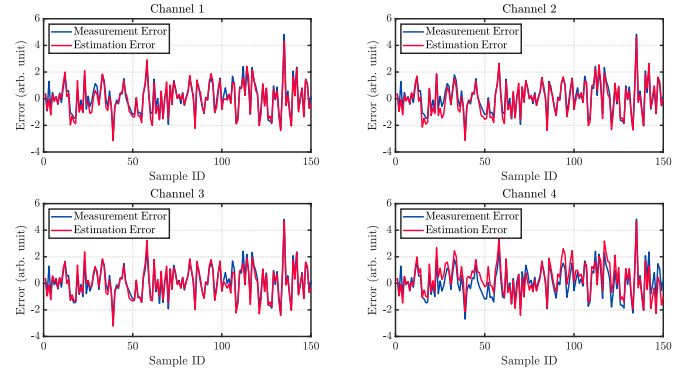 Channel 1
Error (arb. unit)
6
4
2
0
-2
-4
Measurement Error
Estimation Error
0
50
100
150
Sample ID
Channel 2
Error (arb. unit)
6
4
2
0
-2
-4
Measurement Error
Estimation Error
0
50
100
150
Sample ID
Channel 3
Error (arb. unit)
6
4
2
0
-2
-4
Measurement Error
Estimation Error
0
50
100
150
Sample ID
Channel 4
Error (arb. unit)
6
4
2
0
-2
-4
Measurement Error
Estimation Error
0
50
100
150
Sample ID